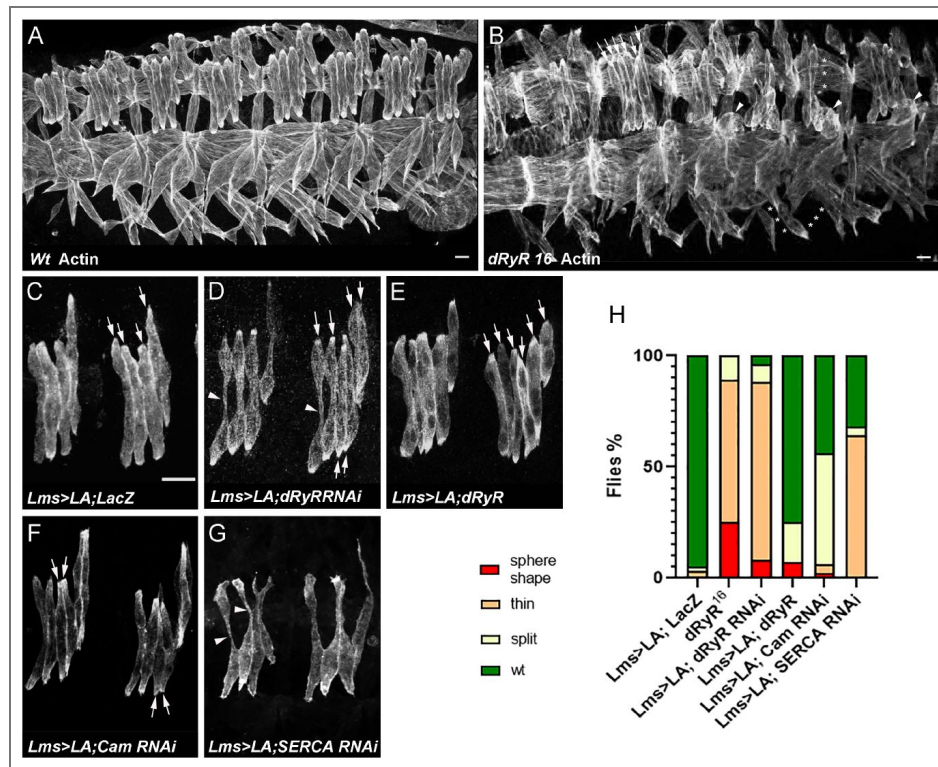 A
Wt Actin
B
dRyR 16 Actin
C
Lms>LA;LacZ
D
Lms>LA;dRyRRNAi
E
Lms>LA;dRyR
F
Lms>LA;Cam RNAi
G
Lms>LA;SERCA RNAi
H
100
50
0
Flies %
sphere
shape
thin
split
wt
Lms>LA; LacZ
dRyR16
Lms>LA; dRyR RNAi
Lms>LA; dRyR
Lms>LA; Cam RNAi
Lms>LA; SERCA RNAi